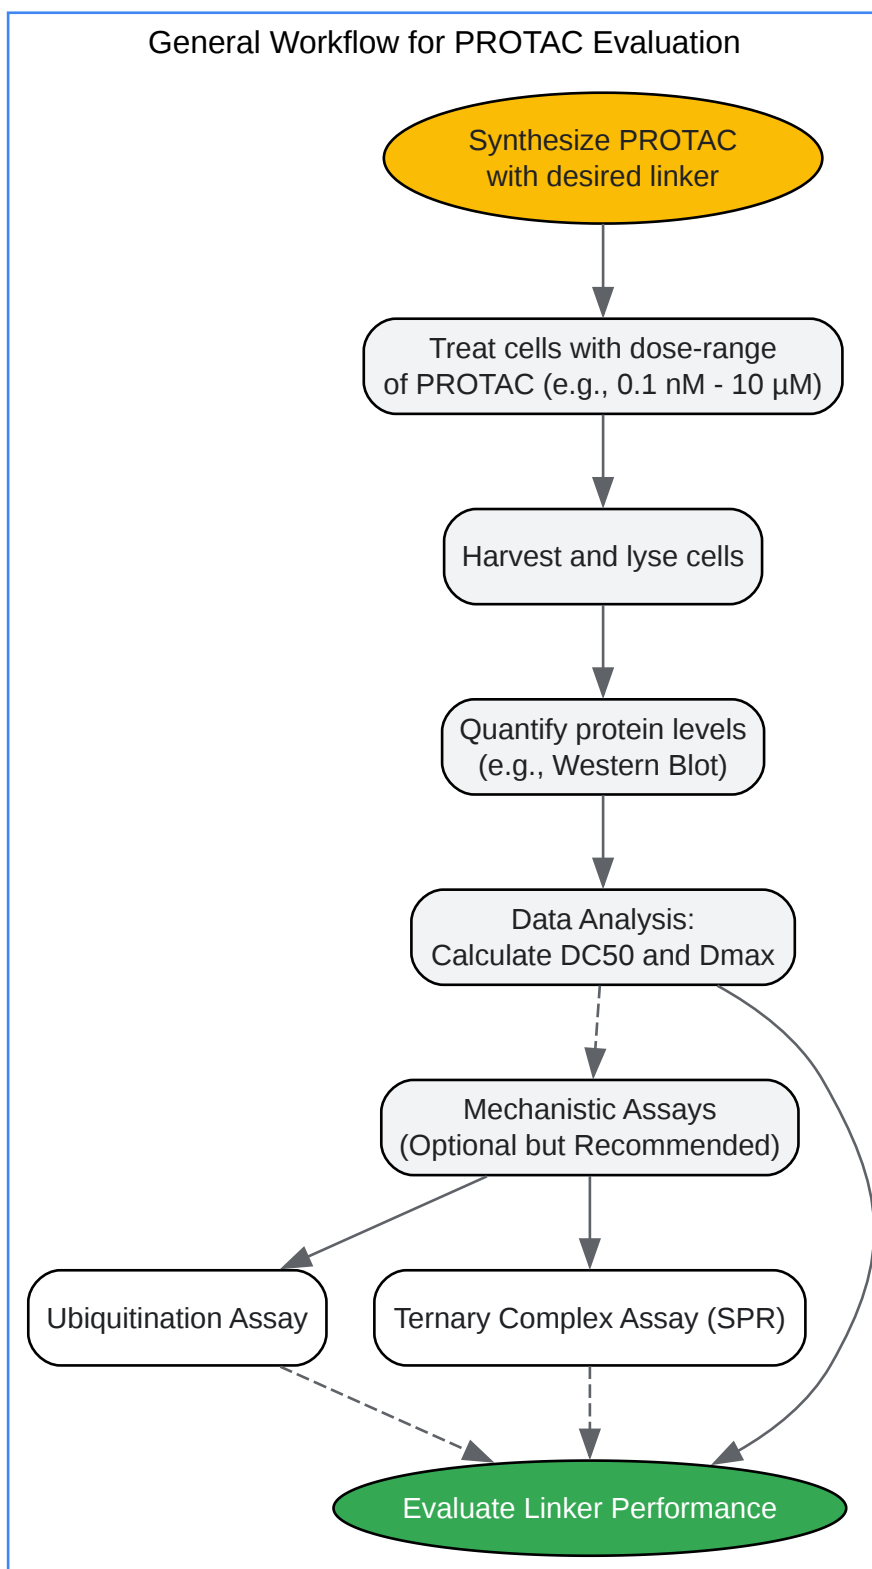 General Workflow for PROTAC Evaluation
Synthesize PROTAC
with desired linker
Treat cells with dose-range
of PROTAC (e.g., 0.1 nM - 10 µM)
Harvest and lyse cells
Quantify protein levels
(e.g., Western Blot)
Data Analysis:
Calculate DC50 and Dmax
Mechanistic Assays
(Optional but Recommended)
Ubiquitination Assay
Ternary Complex Assay (SPR)
Evaluate Linker Performance